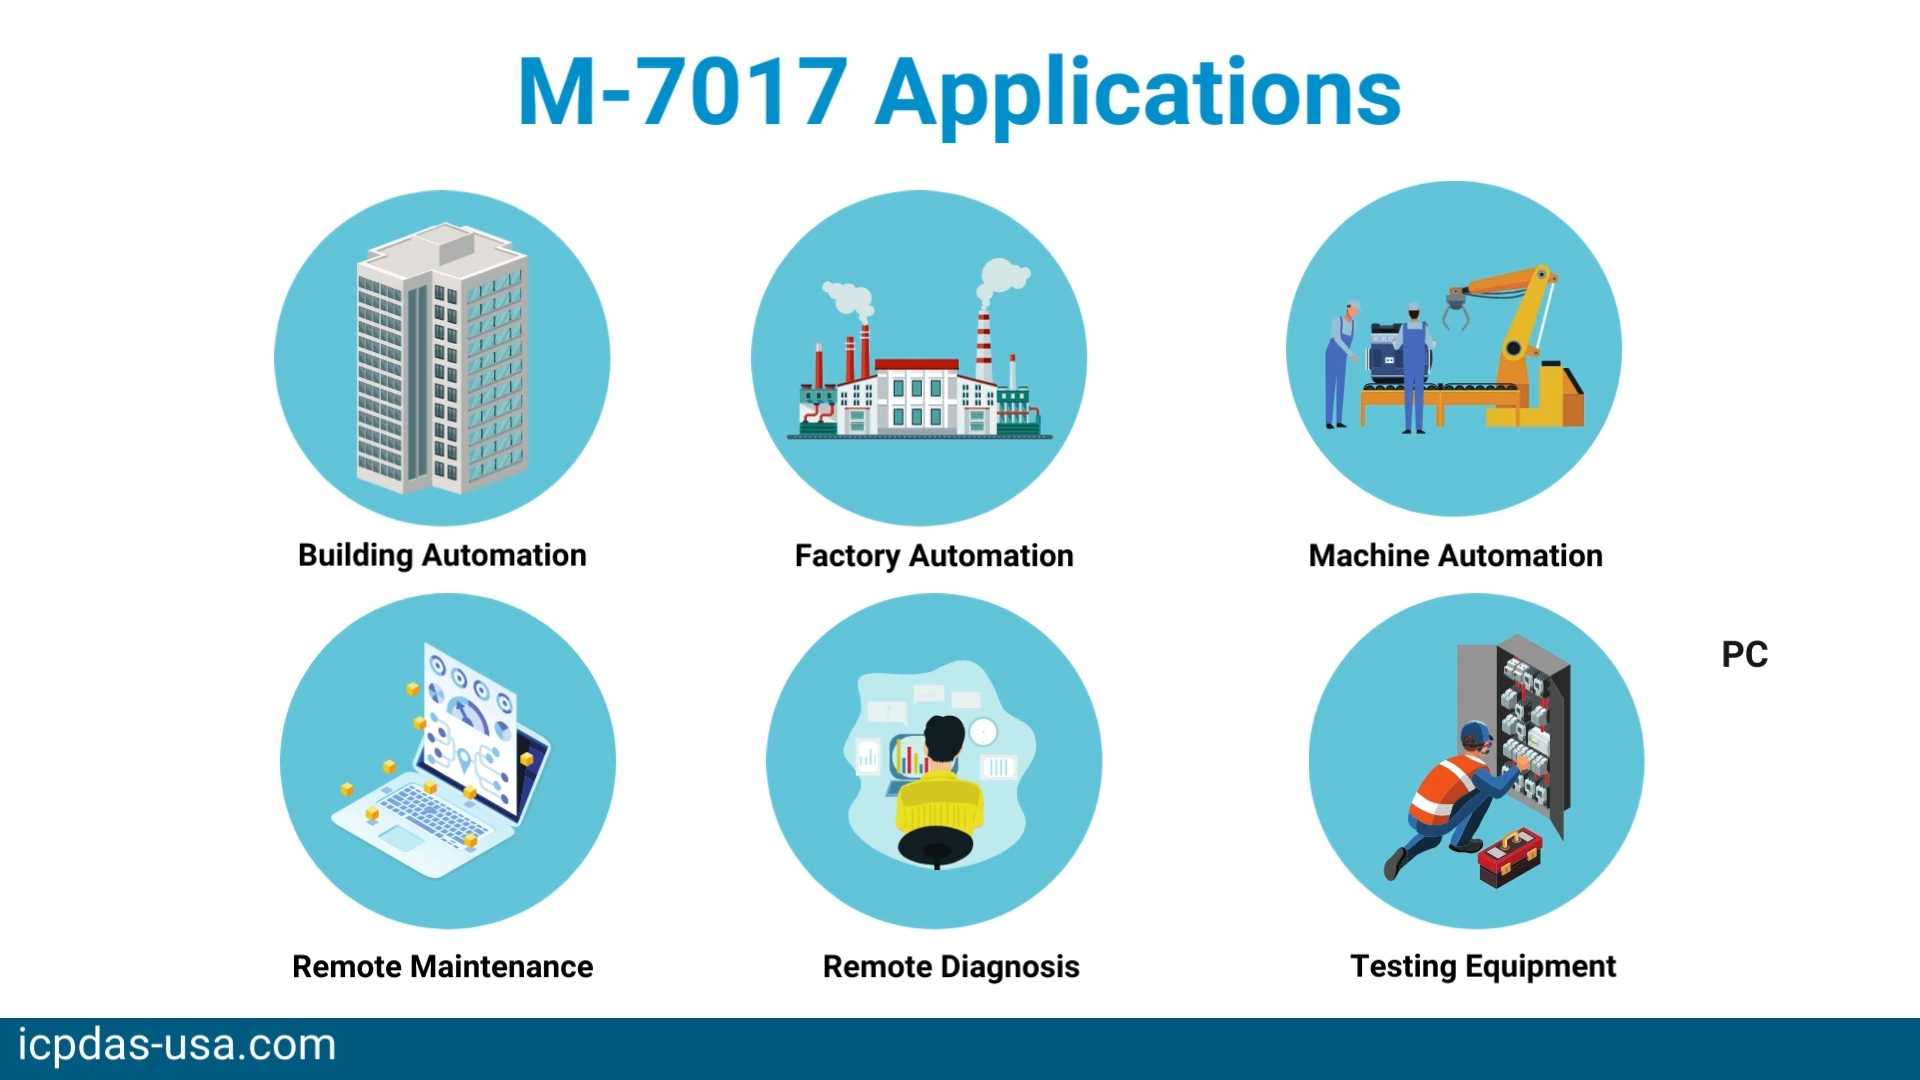 M-7017 Applications
Building Automation
Factory Automation
Machine Automation
PC
Remote Maintenance
Remote Diagnosis
Testing Equipment
icpdas-usa.com